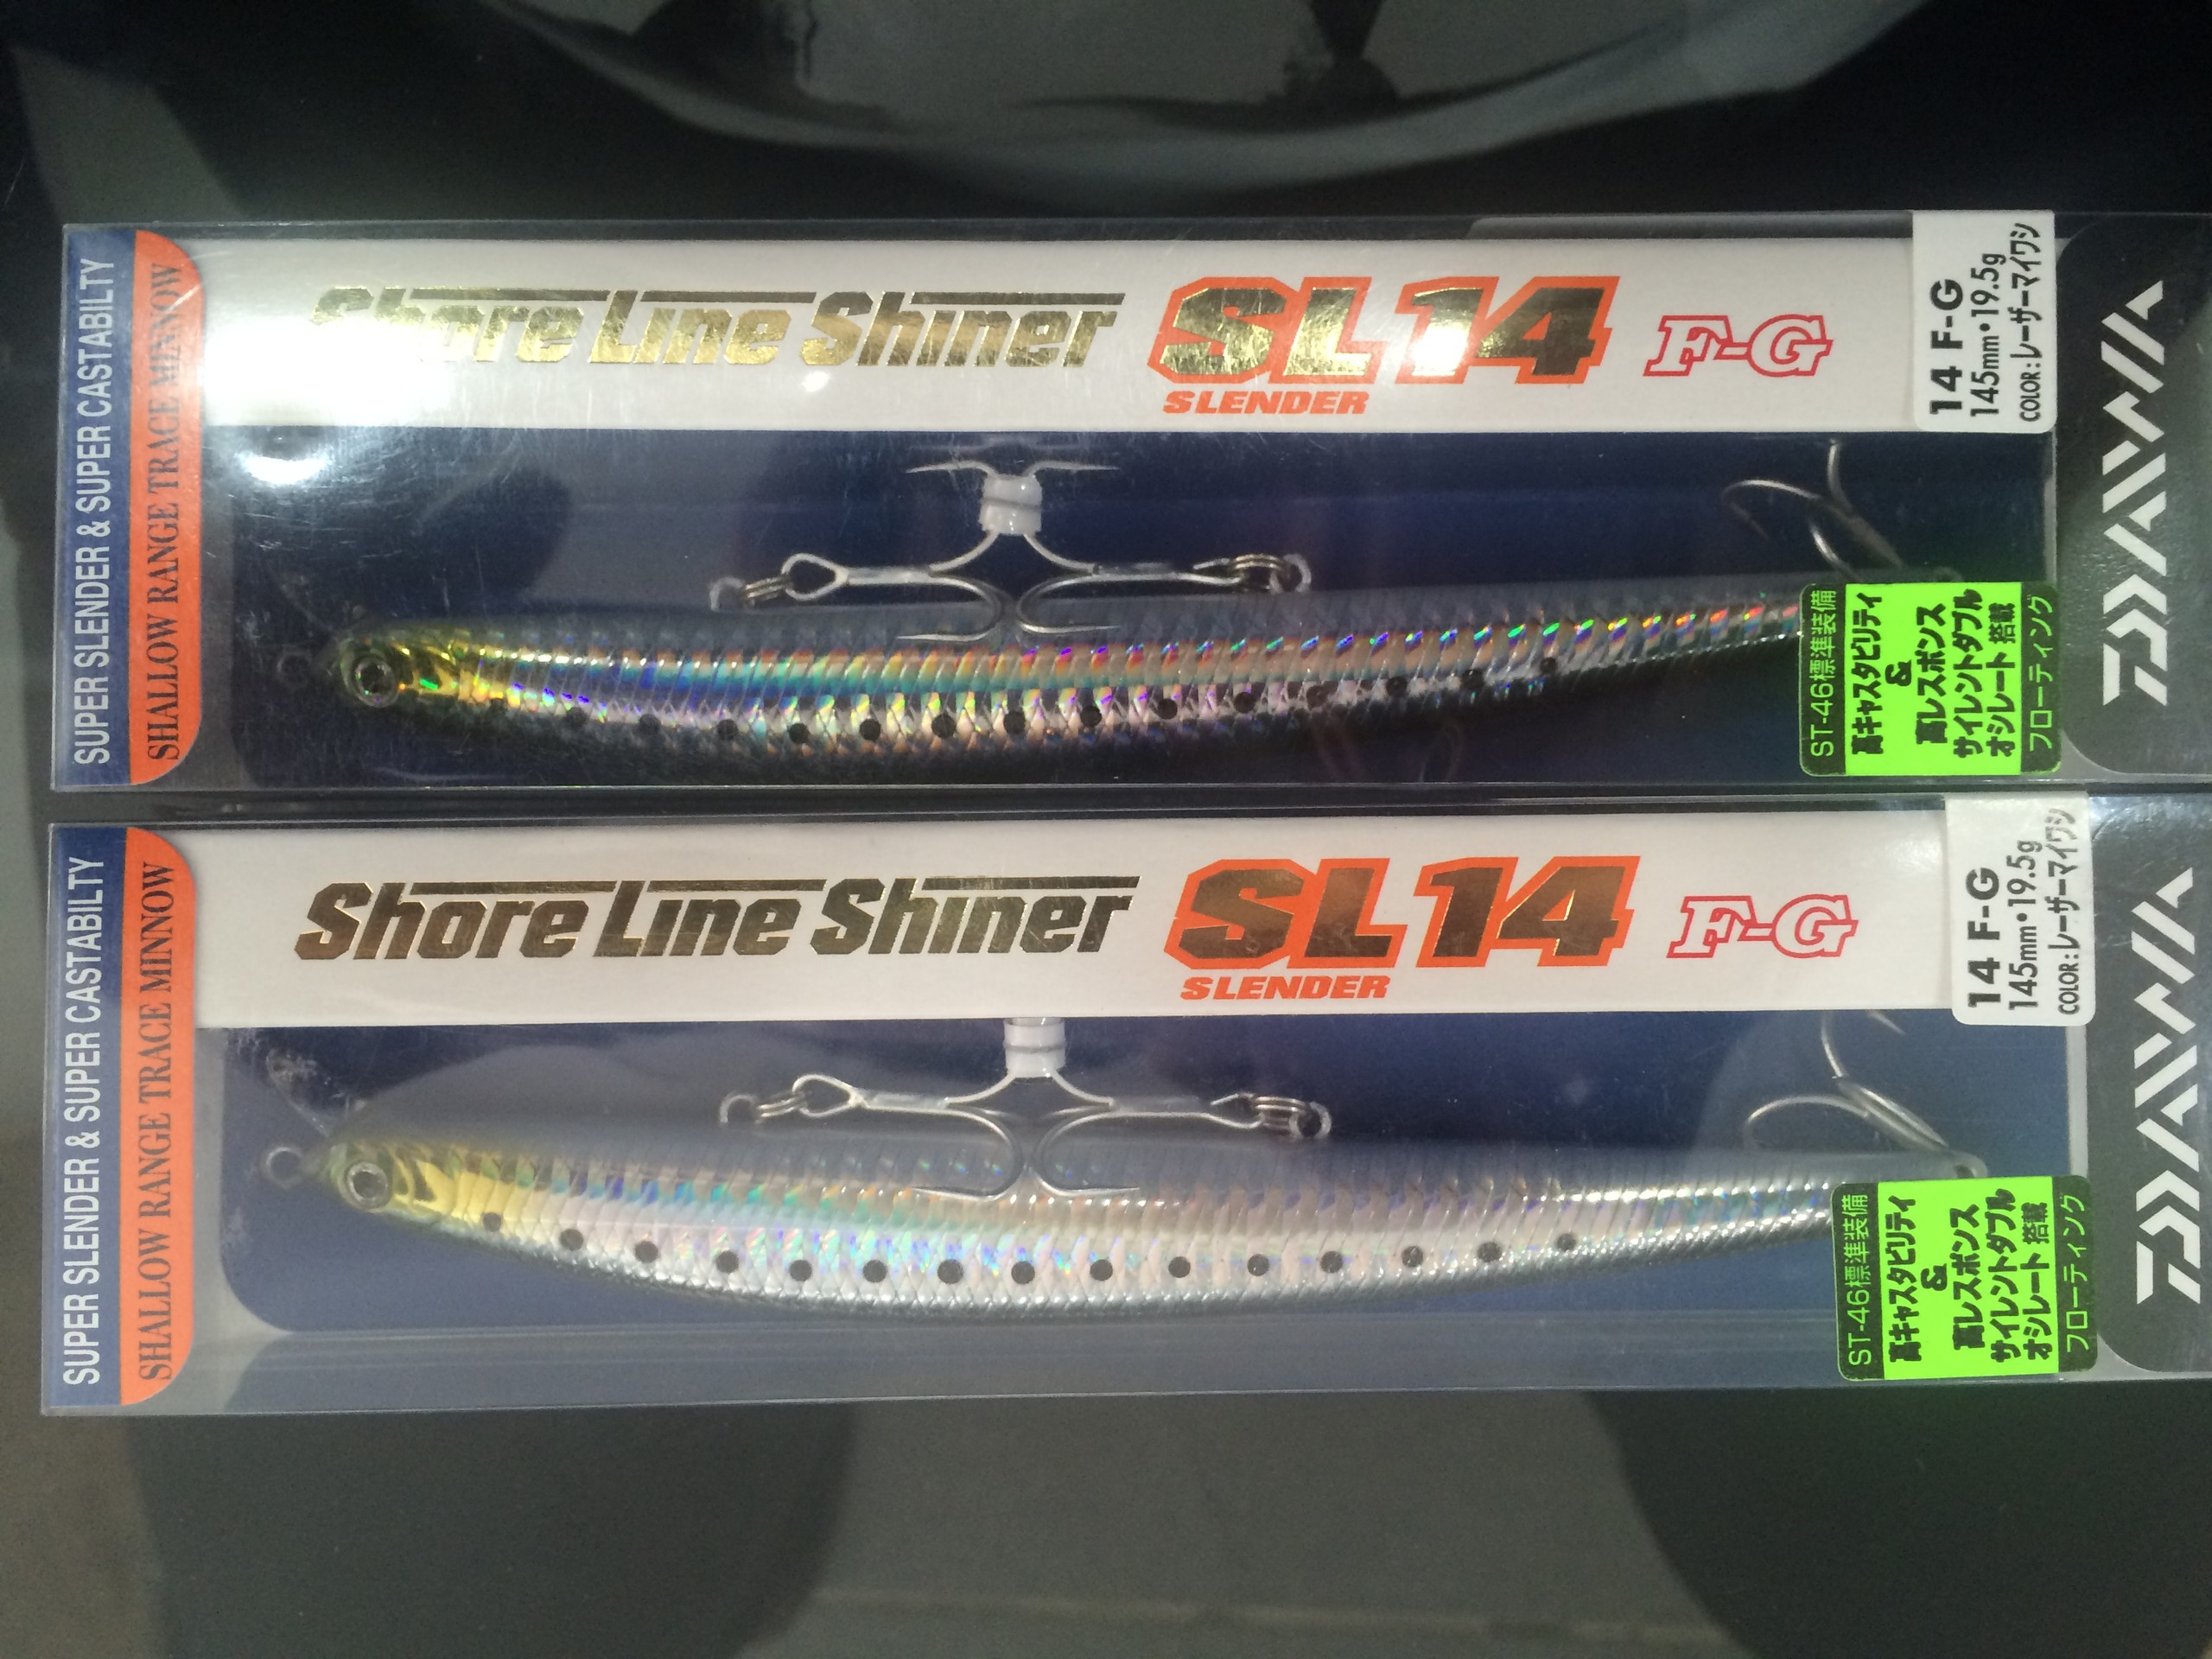 SUPER SLENDER & SUPER CASTABILTY
SHALLOW RANGE TRACE MINNOW
Shore Line Shiner SL14 F-G
SLENDER
14 F-G
145mm•19.5g
COLOR:レーザーマイワシ
ST-46標準装備
高キャスタビリティ
&
高レスポンス
サイレントダブル
オシレート搭載
フローティング
DAIWA
SUPER SLENDER & SUPER CASTABILTY
SHALLOW RANGE TRACE MINNOW
Shore Line Shiner SL14 F-G
SLENDER
14 F-G
145mm•19.5g
COLOR:レーザーマイワシ
ST-46標準装備
高キャスタビリティ
&
高レスポンス
サイレントダブル
オシレート搭載
フローティング
DAIWA